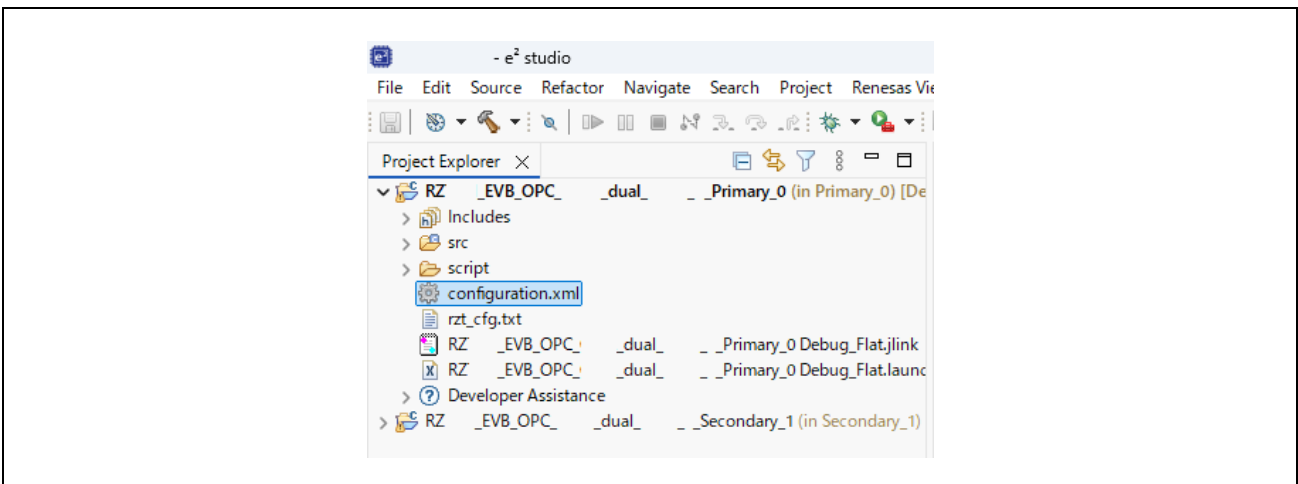 - e² studio
File Edit Source Refactor Navigate Search Project Renesas Vie
Project Explorer
RZ _EVB_OPC_ _dual_ _ _Primary_0 (in Primary_0) [De
Includes
src
script
configuration.xml
rzt_cfg.txt
RZ _EVB_OPC_ _dual_ _ _Primary_0 Debug_Flat.jlink
RZ _EVB_OPC_ _dual_ _ _Primary_0 Debug_Flat.launc
Developer Assistance
RZ _EVB_OPC_ _dual_ _ _Secondary_1 (in Secondary_1)